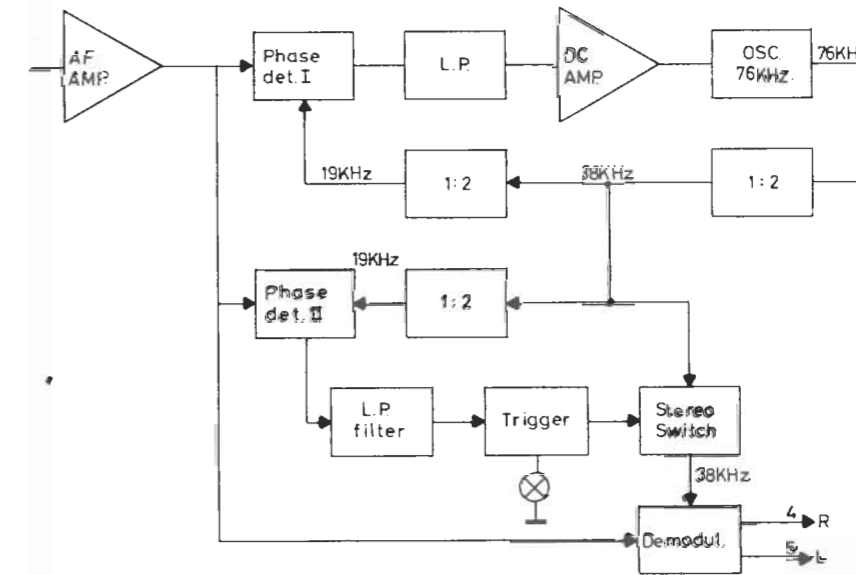 AF
AMP.
Phase
det. I
L.P.
DC
AMP
OSC.
76KHz
76KH
19KHz
1:2
38KHz
1:2
19KHz
Phase
det. II
1:2
L.P.
filter
Trigger
Stereo
Switch
38KHz
Demodul.
4
R
5
L